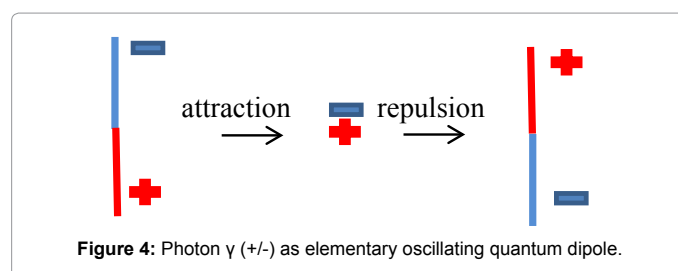 attraction
repulsion
Figure 4: Photon γ (+/-) as elementary oscillating quantum dipole.